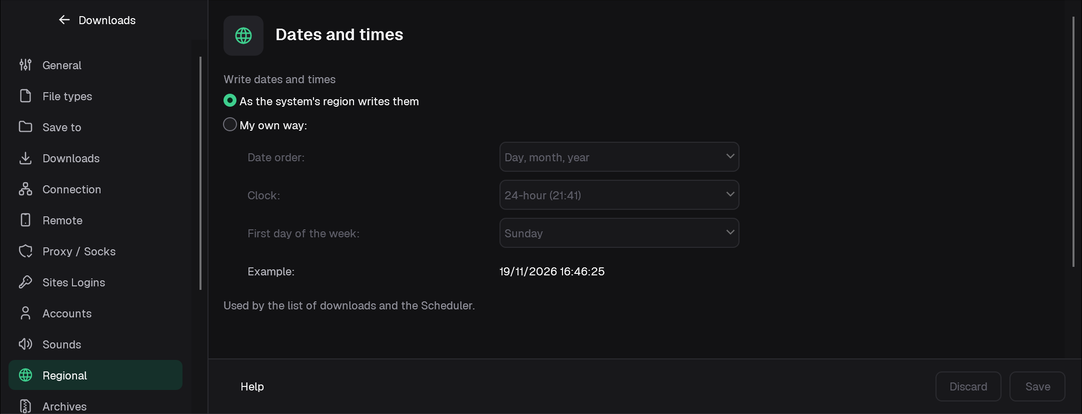 Downloads
General
File types
Save to
Downloads
Connection
Remote
Proxy / Socks
Sites Logins
Accounts
Sounds
Regional
Archives
Dates and times
Write dates and times
As the system's region writes them
My own way:
Date order: Day, month, year
Clock: 24-hour (21:41)
First day of the week: Sunday
Example: 19/11/2026 16:46:25
Used by the list of downloads and the Scheduler.
Help Discard Save